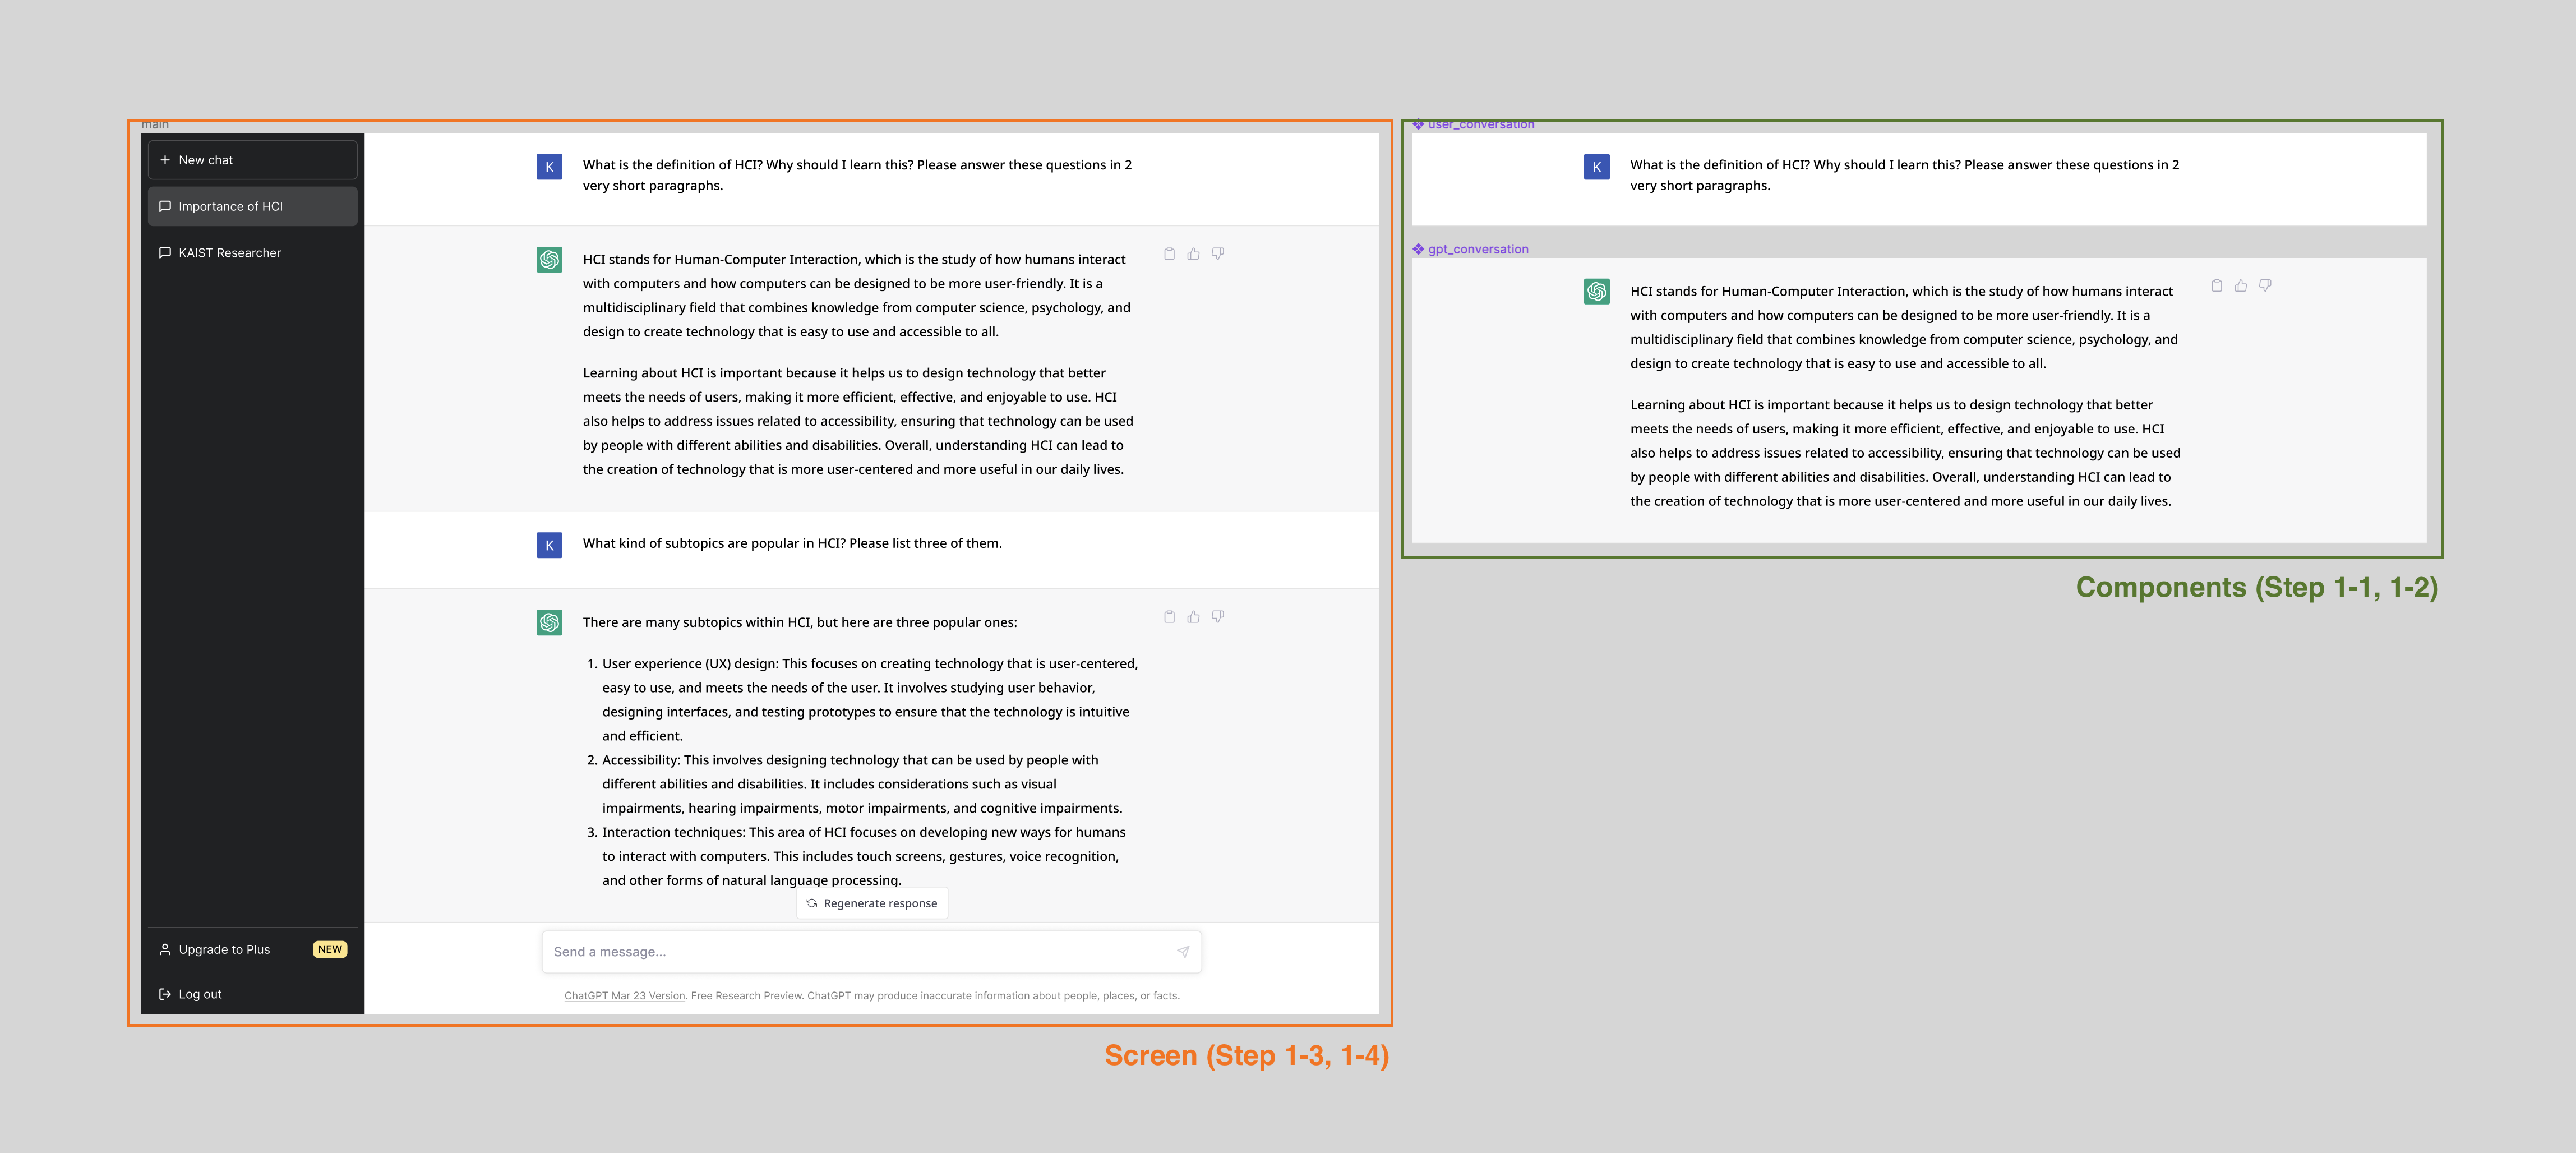 main
New chat
Importance of HCI
KAIST Researcher
Upgrade to Plus NEW
Log out
K What is the definition of HCI? Why should I learn this? Please answer these questions in 2
very short paragraphs.
HCI stands for Human-Computer Interaction, which is the study of how humans interact
with computers and how computers can be designed to be more user-friendly. It is a
multidisciplinary field that combines knowledge from computer science, psychology, and
design to create technology that is easy to use and accessible to all.
Learning about HCI is important because it helps us to design technology that better
meets the needs of users, making it more efficient, effective, and enjoyable to use. HCI
also helps to address issues related to accessibility, ensuring that technology can be used
by people with different abilities and disabilities. Overall, understanding HCI can lead to
the creation of technology that is more user-centered and more useful in our daily lives.
K What kind of subtopics are popular in HCI? Please list three of them.
There are many subtopics within HCI, but here are three popular ones:
1. User experience (UX) design: This focuses on creating technology that is user-centered,
easy to use, and meets the needs of the user. It involves studying user behavior,
designing interfaces, and testing prototypes to ensure that the technology is intuitive
and efficient.
2. Accessibility: This involves designing technology that can be used by people with
different abilities and disabilities. It includes considerations such as visual
impairments, hearing impairments, motor impairments, and cognitive impairments.
3. Interaction techniques: This area of HCI focuses on developing new ways for humans
to interact with computers. This includes touch screens, gestures, voice recognition,
and other forms of natural language processing.
Regenerate response
Send a message...
ChatGPT Mar 23 Version. Free Research Preview. ChatGPT may produce inaccurate information about people, places, or facts.
Screen (Step 1-3, 1-4)
user_conversation
K What is the definition of HCI? Why should I learn this? Please answer these questions in 2
very short paragraphs.
gpt_conversation
HCI stands for Human-Computer Interaction, which is the study of how humans interact
with computers and how computers can be designed to be more user-friendly. It is a
multidisciplinary field that combines knowledge from computer science, psychology, and
design to create technology that is easy to use and accessible to all.
Learning about HCI is important because it helps us to design technology that better
meets the needs of users, making it more efficient, effective, and enjoyable to use. HCI
also helps to address issues related to accessibility, ensuring that technology can be used
by people with different abilities and disabilities. Overall, understanding HCI can lead to
the creation of technology that is more user-centered and more useful in our daily lives.
Components (Step 1-1, 1-2)